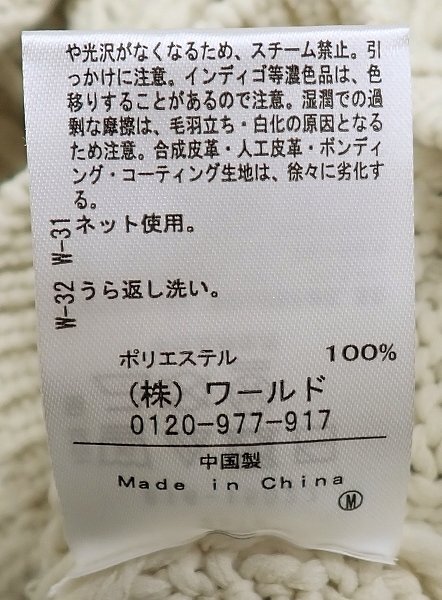 や光沢がなくなるため、スチーム禁止。引
っかけに注意。インディゴ等濃色品は、色
移りすることがあるので注意。湿潤での過
剰な摩擦は、毛羽立ち・白化の原因となる
ため注意。合成皮革・人工皮革・ボンディ
ング・コーティング生地は、徐々に劣化す
る。
W-31 ネット使用。
W-32 うら返し洗い。
ポリエステル 100%
(株) ワールド
0120-977-917
中国製
Made in China
M